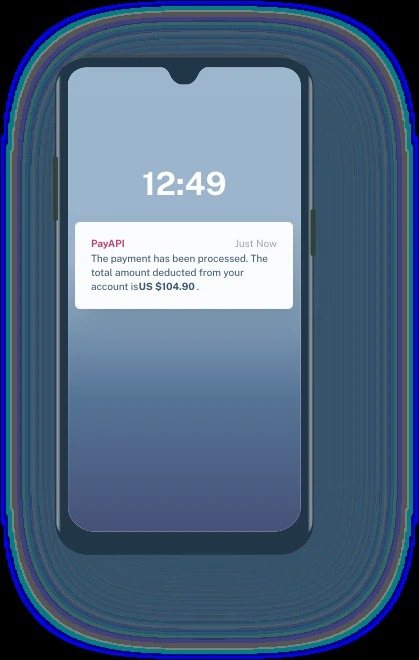 12:49
PayAPI Just Now
The payment has been processed. The
total amount deducted from your
account isUS $104.90 .